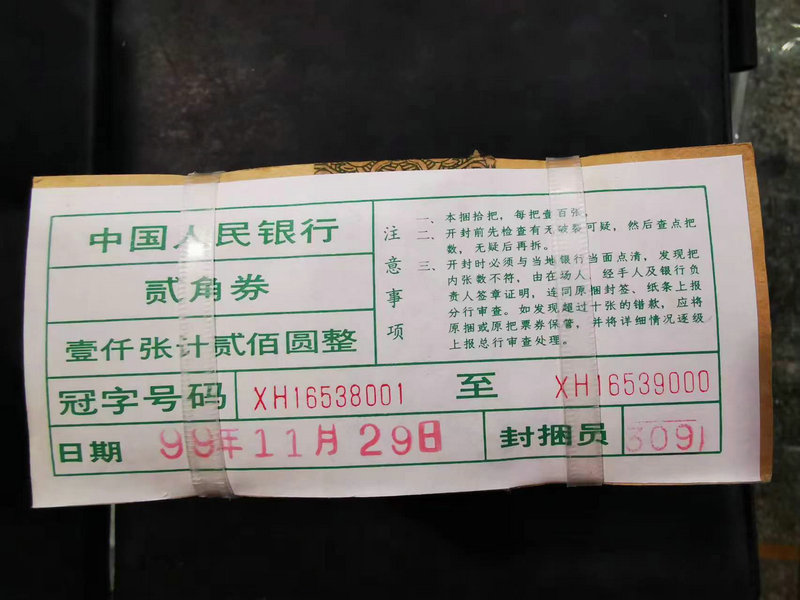 中国人民银行
贰角券
壹仟张计贰佰圆整
注意事项
一、本捆拾把，每把壹百张，
二、开封前先检查有无破裂可疑，然后查点把
数，无疑后再拆。
三、开封时必须与当地银行当面点清，发现把
内张数不符，由在场人、经手人及银行负
责人签章证明，连同原捆封签、纸条上报
分行审查。如发现超过十张的错款，应将
原捆或原把票券保管，并将详细情况逐级
上报总行审查处理。
冠字号码 XH16538001 至 XH16539000
日期 99年11月29日 封捆员 3091